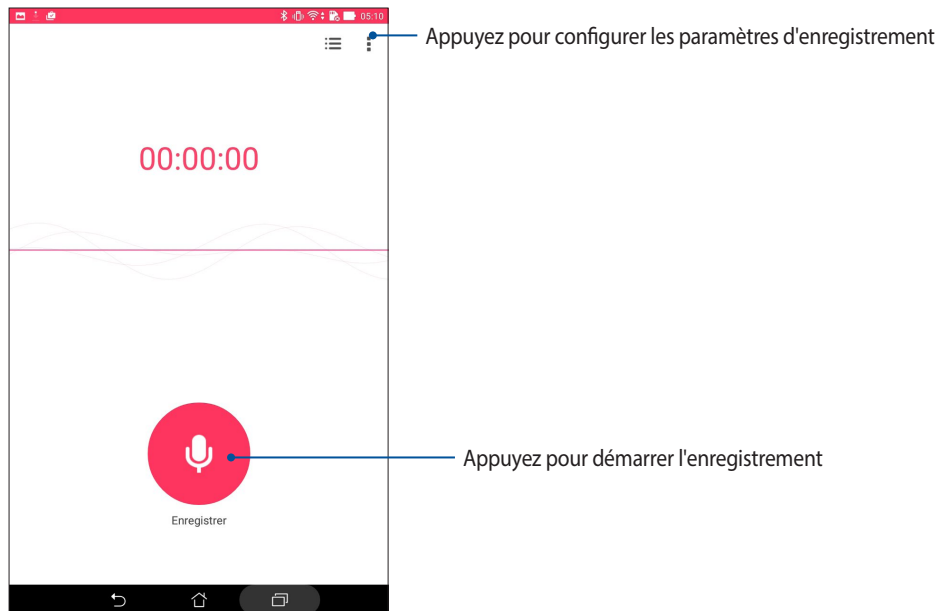 05:10
Appuyez pour configurer les paramètres d'enregistrement
00:00:00
Appuyez pour démarrer l'enregistrement
Enregistrer